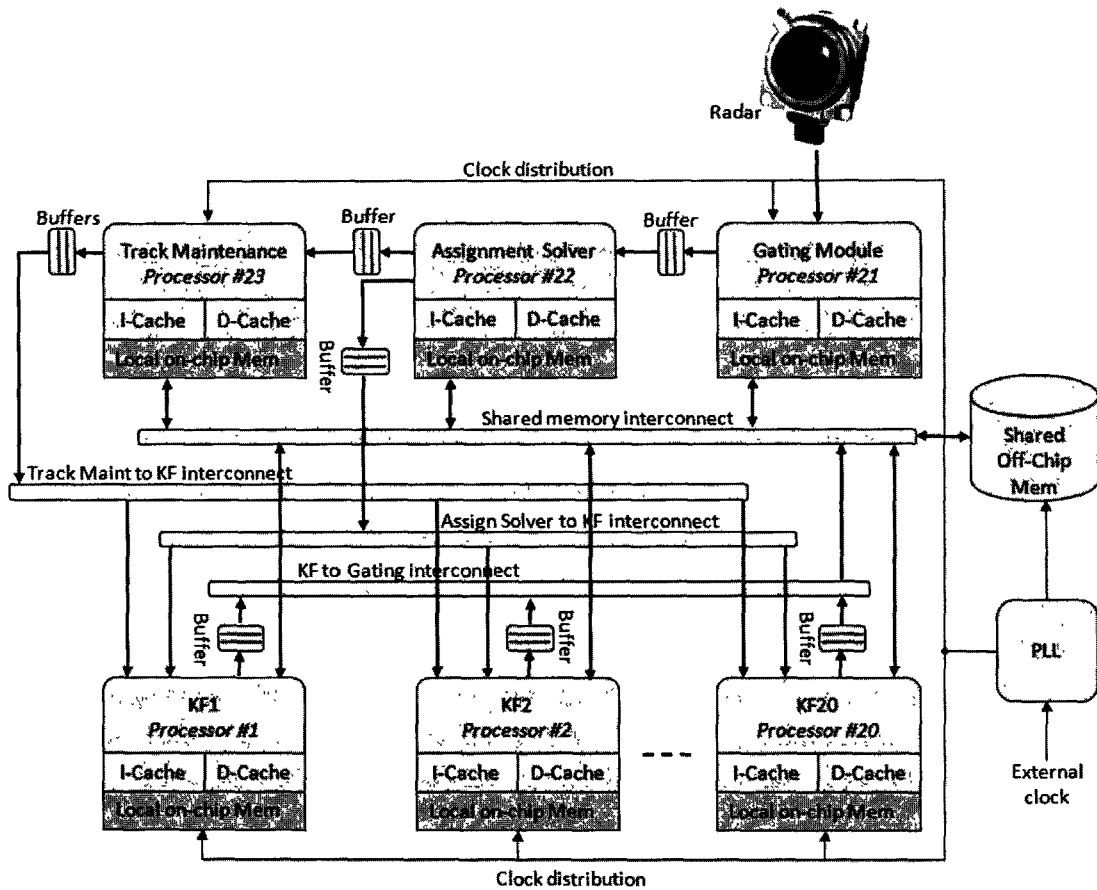 Radar
Clock distribution
Buffers
Buffer
Buffer
Track Maintenance
Processor #23
I-Cache
D-Cache
Local on-chip Mem
Assignment Solver
Processor #22
I-Cache
D-Cache
Local on-chip Mem
Gating Module
Processor #21
I-Cache
D-Cache
Local on-chip Mem
Buffer
Shared memory interconnect
Shared
Off-Chip
Mem
Track Maint to KF interconnect
Assign Solver to KF interconnect
KF to Gating interconnect
Buffer
Buffer
Buffer
PLL
KF1
Processor #1
I-Cache
D-Cache
Local on-chip Mem
KF2
Processor #2
I-Cache
D-Cache
Local on-chip Mem
KF20
Processor #20
I-Cache
D-Cache
Local on-chip Mem
External
clock
Clock distribution